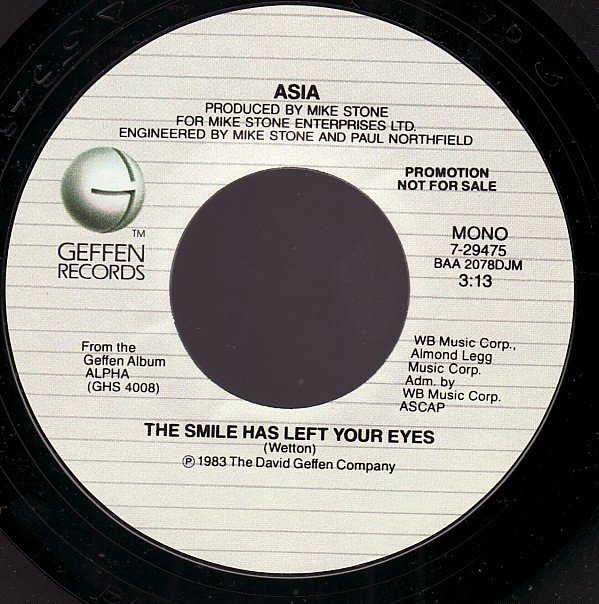 ASIA
PRODUCED BY MIKE STONE
FOR MIKE STONE ENTERPRISES LTD.
ENGINEERED BY MIKE STONE AND PAUL NORTHFIELD
PROMOTION
NOT FOR SALE
TM
GEFFEN
RECORDS
MONO
7-29475
BAA 2078DJM
3:13
From the
Geffen Album
ALPHA
(GHS 4008)
WB Music Corp.,
Almond Legg
Music Corp.
Adm. by
WB Music Corp.
ASCAP
THE SMILE HAS LEFT YOUR EYES
(Wetton)
℗ 1983 The David Geffen Company